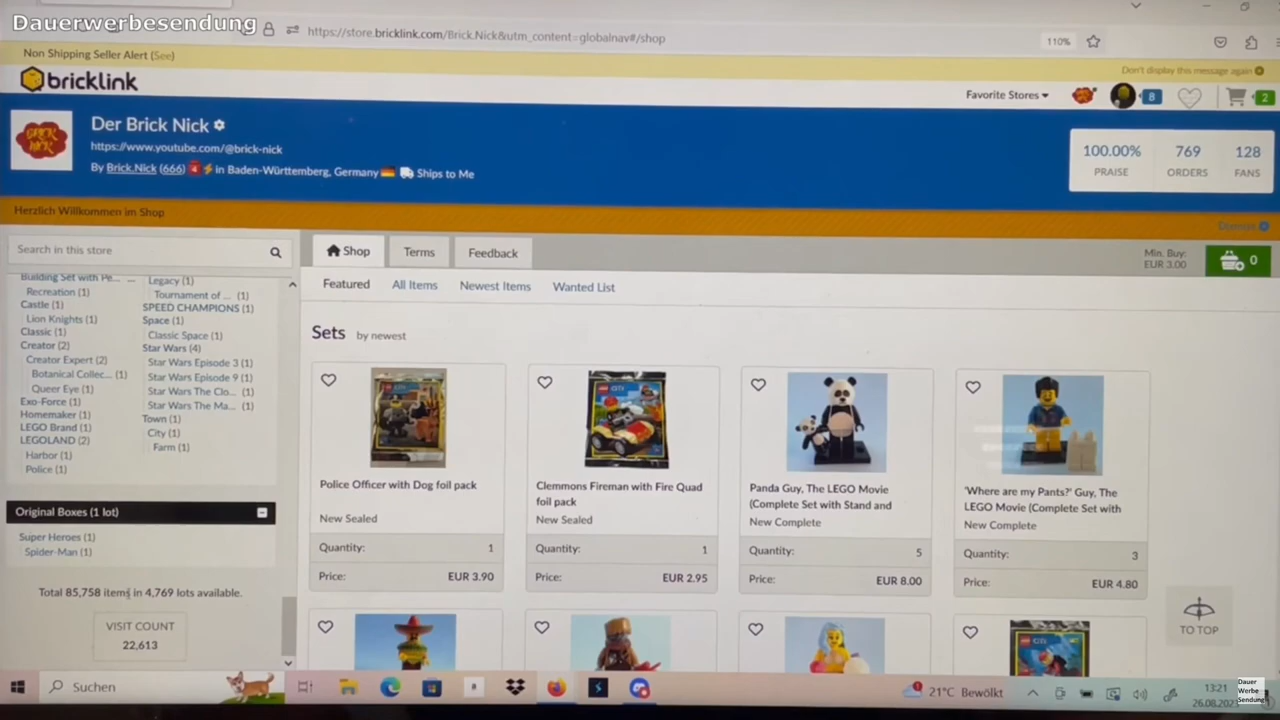 Dauerwerbesendung
https://store.bricklink.com/Brick.Nick&utm_content=globalnav#/shop
110%
Non Shipping Seller Alert (See)
Don't display this message again
bricklink
Favorite Stores
8
2
BRICK
NICK
Der Brick Nick
https://www.youtube.com/@brick-nick
By Brick.Nick (666) 4 in Baden-Württemberg, Germany Ships to Me
100.00%
PRAISE
769
ORDERS
128
FANS
Herzlich Willkommen im Shop
Dismiss
Search in this store
Shop
Terms
Feedback
Min. Buy:
EUR 3.00
0
Featured
All Items
Newest Items
Wanted List
Building Set with Pe... ...
Recreation (1)
Castle (1)
Lion Knights (1)
Classic (1)
Creator (2)
Creator Expert (2)
Botanical Collec... (1)
Queer Eye (1)
Exo-Force (1)
Homemaker (1)
LEGO Brand (1)
LEGOLAND (2)
Harbor (1)
Police (1)
Legacy (1)
Tournament of ... (1)
SPEED CHAMPIONS (1)
Space (1)
Classic Space (1)
Star Wars (4)
Star Wars Episode 3 (1)
Star Wars Episode 9 (1)
Star Wars The Clo... (1)
Star Wars The Ma... (1)
Town (1)
City (1)
Farm (1)
Original Boxes (1 lot)
Super Heroes (1)
Spider-Man (1)
Total 85,758 items in 4,769 lots available.
VISIT COUNT
22,613
Sets by newest
Police Officer with Dog foil pack
New Sealed
Quantity: 1
Price: EUR 3.90
Clemmons Fireman with Fire Quad
foil pack
New Sealed
Quantity: 1
Price: EUR 2.95
Panda Guy, The LEGO Movie
(Complete Set with Stand and
New Complete
Quantity: 5
Price: EUR 8.00
'Where are my Pants?' Guy, The
LEGO Movie (Complete Set with
New Complete
Quantity: 3
Price: EUR 4.80
TO TOP
Suchen
21°C Bewölkt
13:21
Dauer
Werbe
Sendung